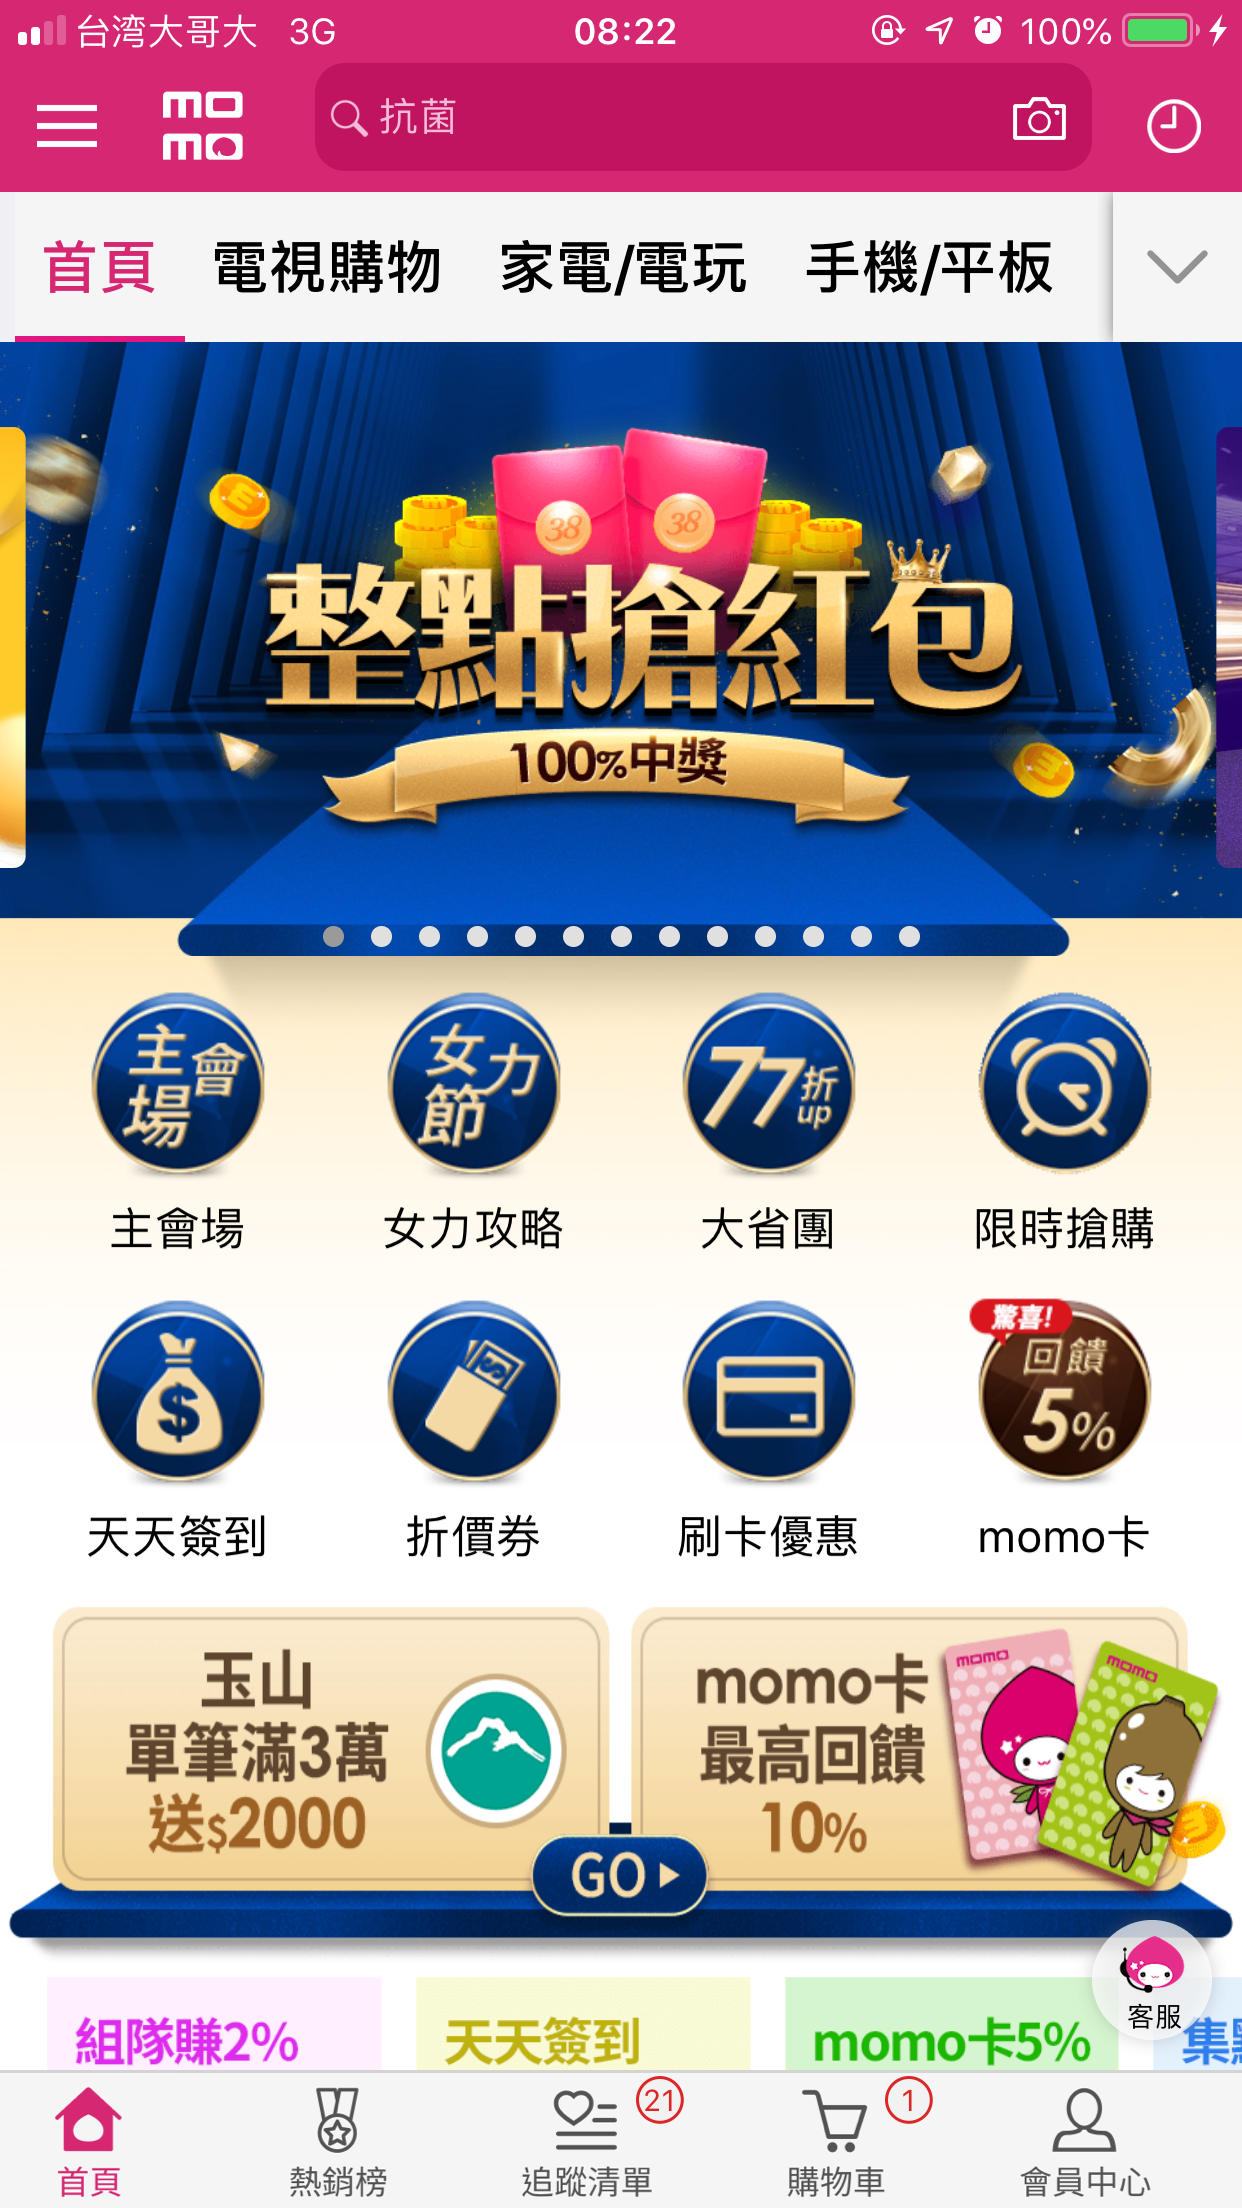 台湾大哥大 3G 08:22 100%
momo
抗菌
首頁 電視購物 家電/電玩 手機/平板
38 38
整點搶紅包
100%中獎
主會場 女力節 77折up
主會場 女力攻略 大省團 限時搶購
驚喜!
回饋
5%
天天簽到 折價券 刷卡優惠 momo卡
玉山
單筆滿3萬
送$2000
momo卡
最高回饋
10%
momo momo
GO
客服
組隊賺2% 天天簽到 momo卡5% 集點
21 1
首頁 熱銷榜 追蹤清單 購物車 會員中心